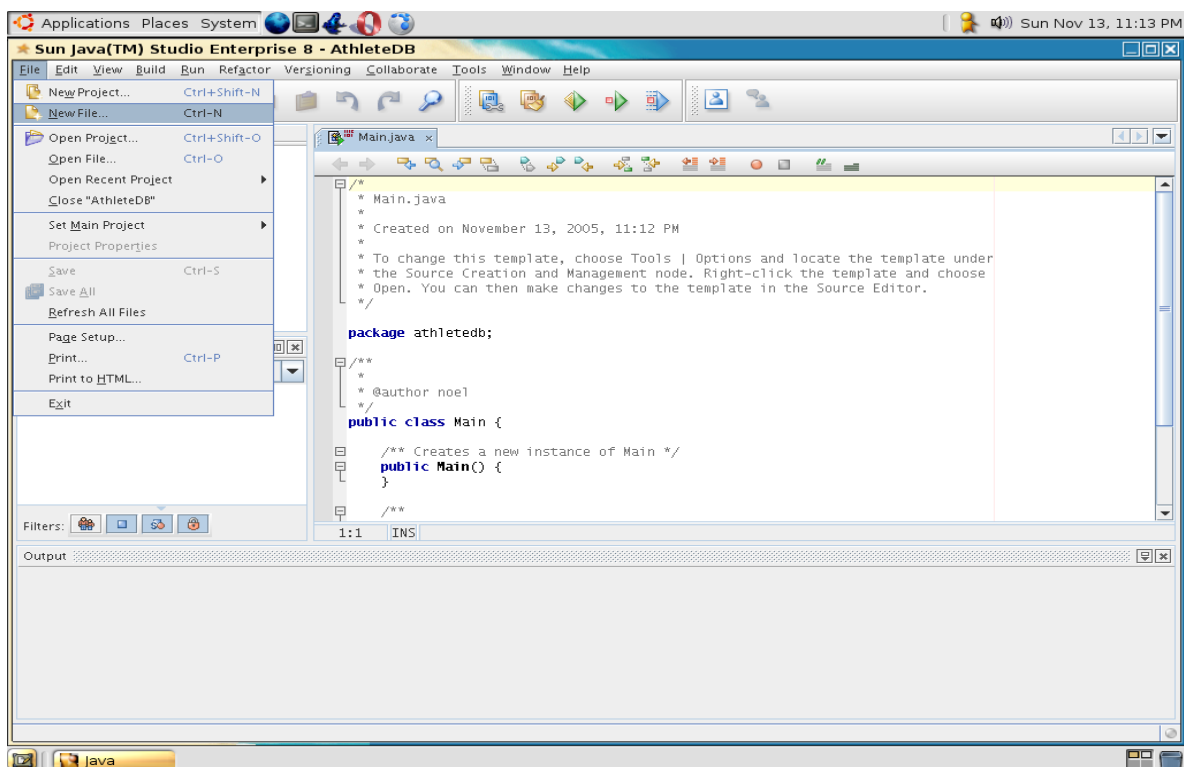 Applications Places System Sun Nov 13, 11:13 PM
Sun Java(TM) Studio Enterprise 8 - AthleteDB
File Edit View Build Run Refactor Versioning Collaborate Tools Window Help
New Project... Ctrl+Shift-N
New File... Ctrl-N
Open Project... Ctrl+Shift-O
Open File... Ctrl-O
Open Recent Project
Close "AthleteDB"
Set Main Project
Project Properties
Save Ctrl-S
Save All
Refresh All Files
Page Setup...
Print... Ctrl-P
Print to HTML...
Exit
Main.java
/*
* Main.java
*
* Created on November 13, 2005, 11:12 PM
*
* To change this template, choose Tools | Options and locate the template under
* the Source Creation and Management node. Right-click the template and choose
* Open. You can then make changes to the template in the Source Editor.
*/
package athletedb;
/**
*
* @author noel
*/
public class Main {
/** Creates a new instance of Main */
public Main() {
}
/**
Filters:
1:1 INS
Output
Java